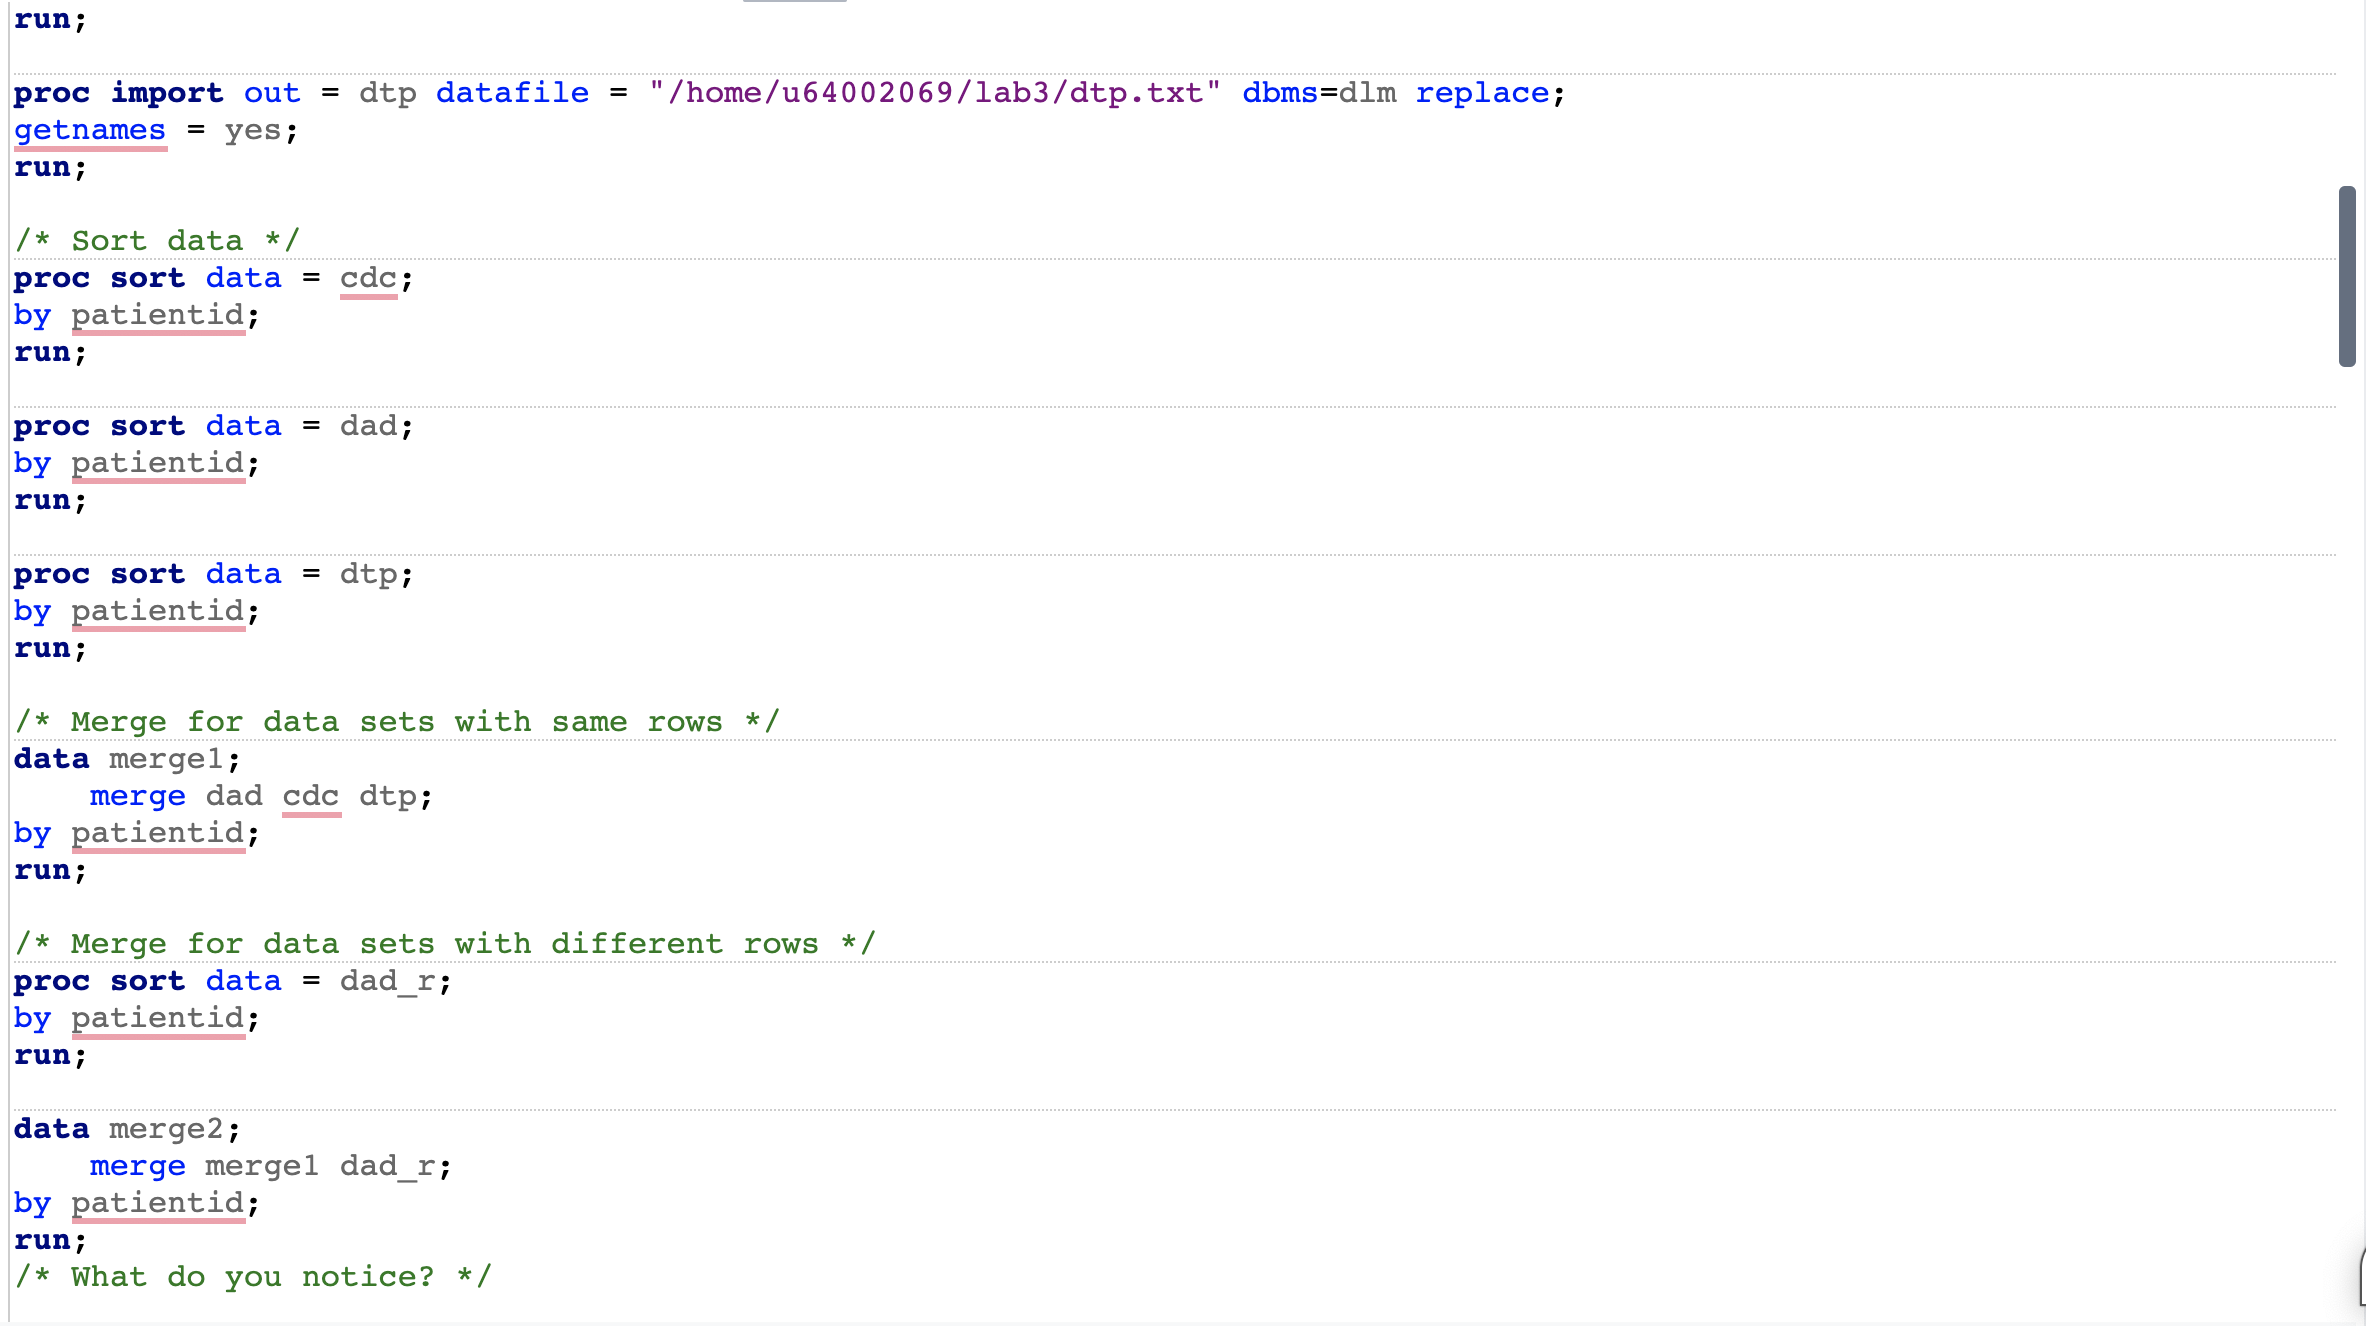 run;
proc import out = dtp datafile = "/home/u64002069/lab3/dtp.txt" dbms=dlm replace;
getnames = yes;
run;
/* Sort data */
proc sort data = cdc;
by patientid;
run;
proc sort data = dad;
by patientid;
run;
proc sort data = dtp;
by patientid;
run;
/* Merge for data sets with same rows */
data merge1;
    merge dad cdc dtp;
by patientid;
run;
/* Merge for data sets with different rows */
proc sort data = dad_r;
by patientid;
run;
data merge2;
    merge merge1 dad_r;
by patientid;
run;
/* What do you notice? */